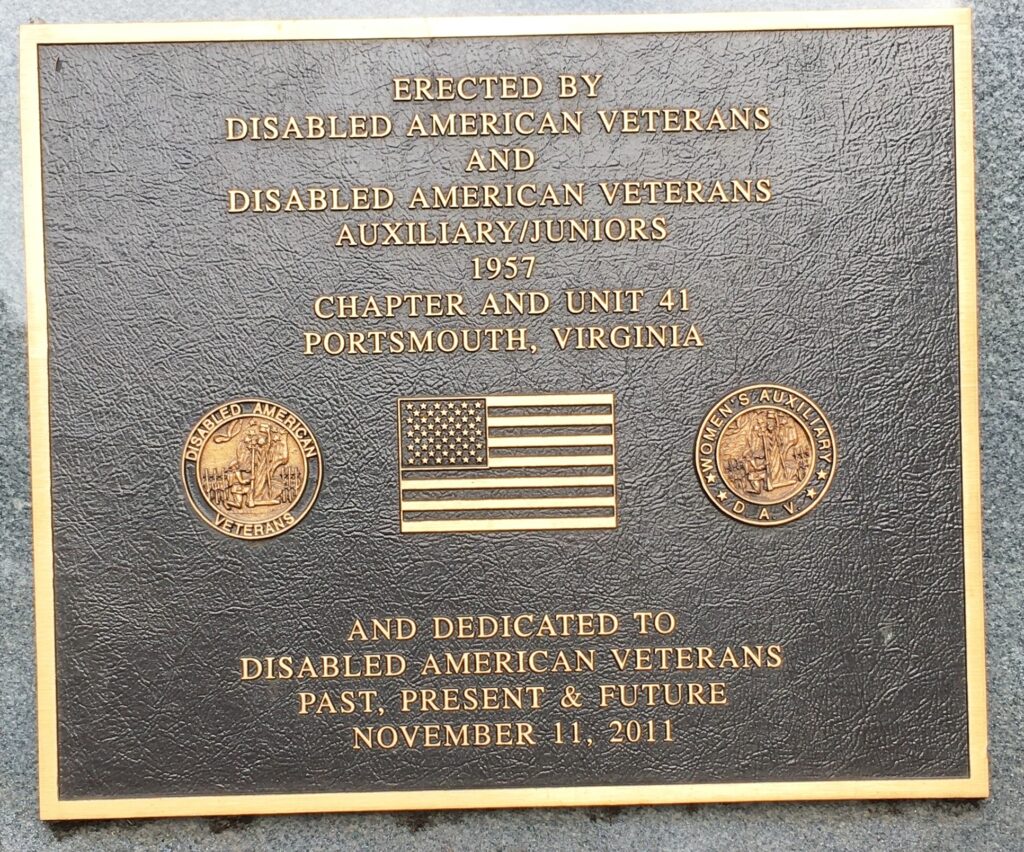 ERECTED BY
DISABLED AMERICAN VETERANS
AND
DISABLED AMERICAN VETERANS
AUXILIARY/JUNIORS
1957
CHAPTER AND UNIT 41
PORTSMOUTH, VIRGINIA
DISABLED AMERICAN
VETERANS
WOMEN'S AUXILIARY
D.A.V.
AND DEDICATED TO
DISABLED AMERICAN VETERANS
PAST, PRESENT & FUTURE
NOVEMBER 11, 2011